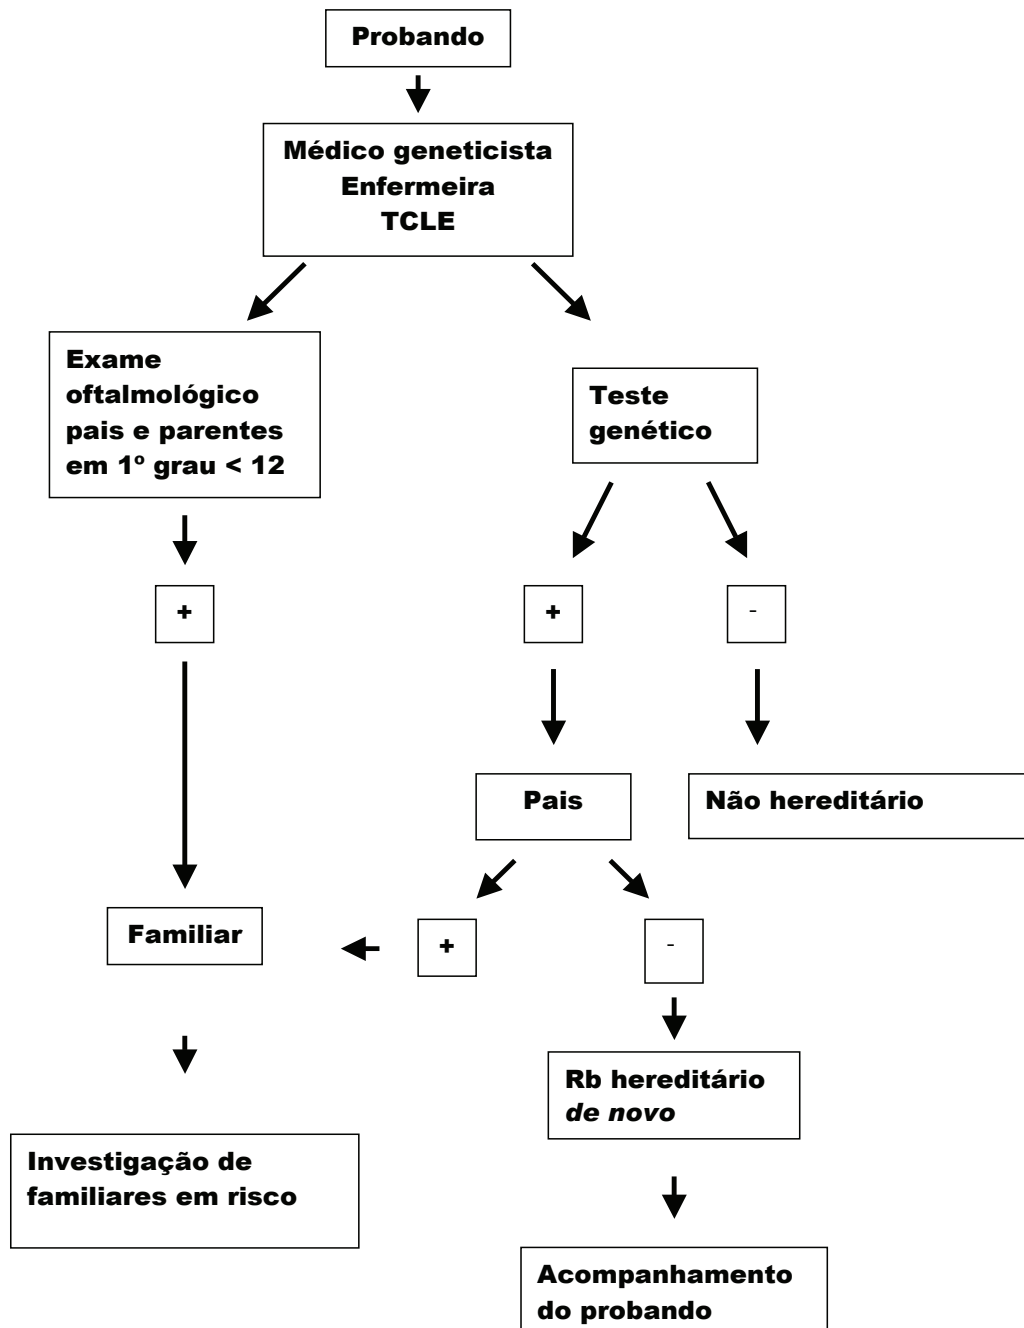 Probando
Médico geneticista
Enfermeira
TCLE
Exame
oftalmológico
pais e parentes
em 1º grau < 12
Teste
genético
+
+
-
Pais
Não hereditário
Familiar
+
-
Rb hereditário
de novo
Investigação de
familiares em risco
Acompanhamento
do probando